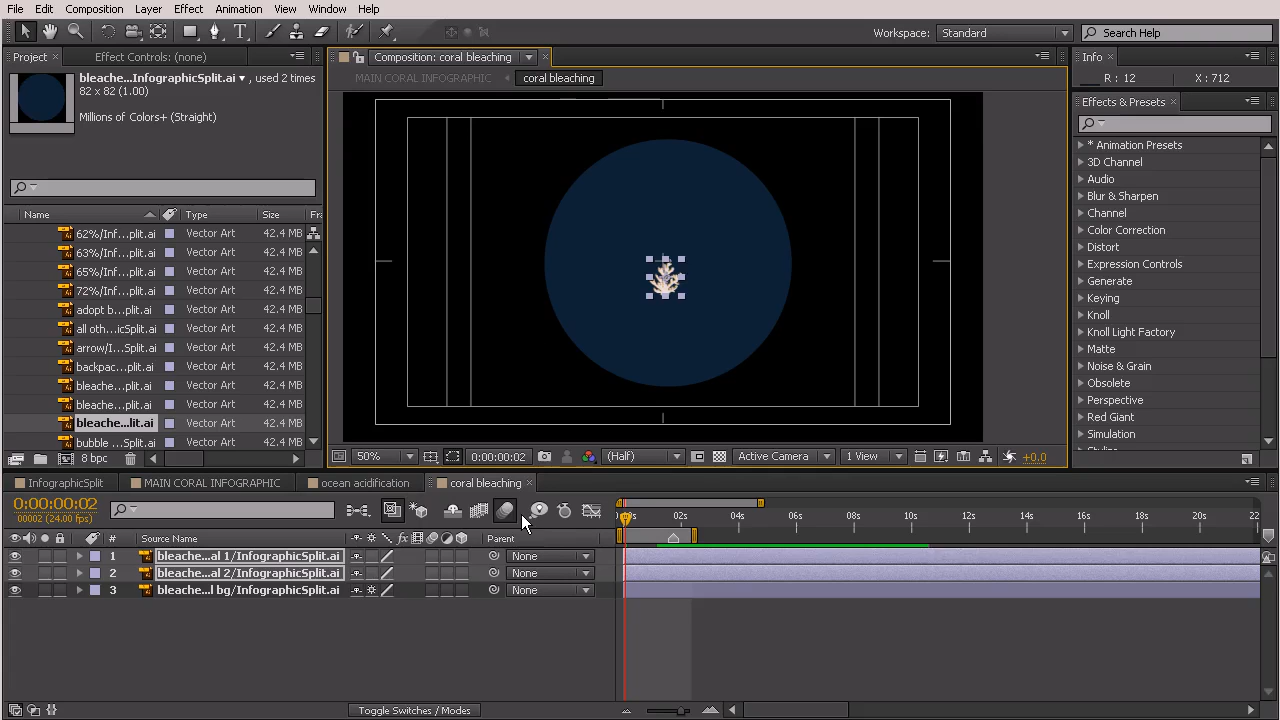 File Edit Composition Layer Effect Animation View Window Help
Workspace: Standard Search Help
Project Effect Controls: (none) Composition: coral bleaching Info
bleache...InfographicSplit.ai ▾, used 2 times
82 x 82 (1.00)
Millions of Colors+ (Straight)
MAIN CORAL INFOGRAPHIC coral bleaching
R : 12 X : 712
Effects & Presets
* Animation Presets
3D Channel
Audio
Blur & Sharpen
Channel
Color Correction
Distort
Expression Controls
Generate
Keying
Knoll
Knoll Light Factory
Matte
Noise & Grain
Obsolete
Perspective
Red Giant
Simulation
Name Type Size Fra
62%/Inf...plit.ai Vector Art 42.4 MB
63%/Inf...plit.ai Vector Art 42.4 MB
65%/Inf...plit.ai Vector Art 42.4 MB
72%/Inf...plit.ai Vector Art 42.4 MB
adopt b...plit.ai Vector Art 42.4 MB
all oth...icSplit.ai Vector Art 42.4 MB
arrow/I...Split.ai Vector Art 42.4 MB
backpac...plit.ai Vector Art 42.4 MB
bleache...plit.ai Vector Art 42.4 MB
bleache...plit.ai Vector Art 42.4 MB
bleache...lit.ai Vector Art 42.4 MB
bubble ...Split.ai Vector Art 42.4 MB
8 bpc
50% 0:00:00:02 (Half) Active Camera 1 View +0.0
InfographicSplit MAIN CORAL INFOGRAPHIC ocean acidification coral bleaching
0:00:00:02
00002 (24.00 fps)
02s 04s 06s 08s 10s 12s 14s 16s 18s 20s 22
# Source Name fx Parent
1 bleache...al 1/InfographicSplit.ai None
2 bleache...al 2/InfographicSplit.ai None
3 bleache...l bg/InfographicSplit.ai None
Toggle Switches / Modes